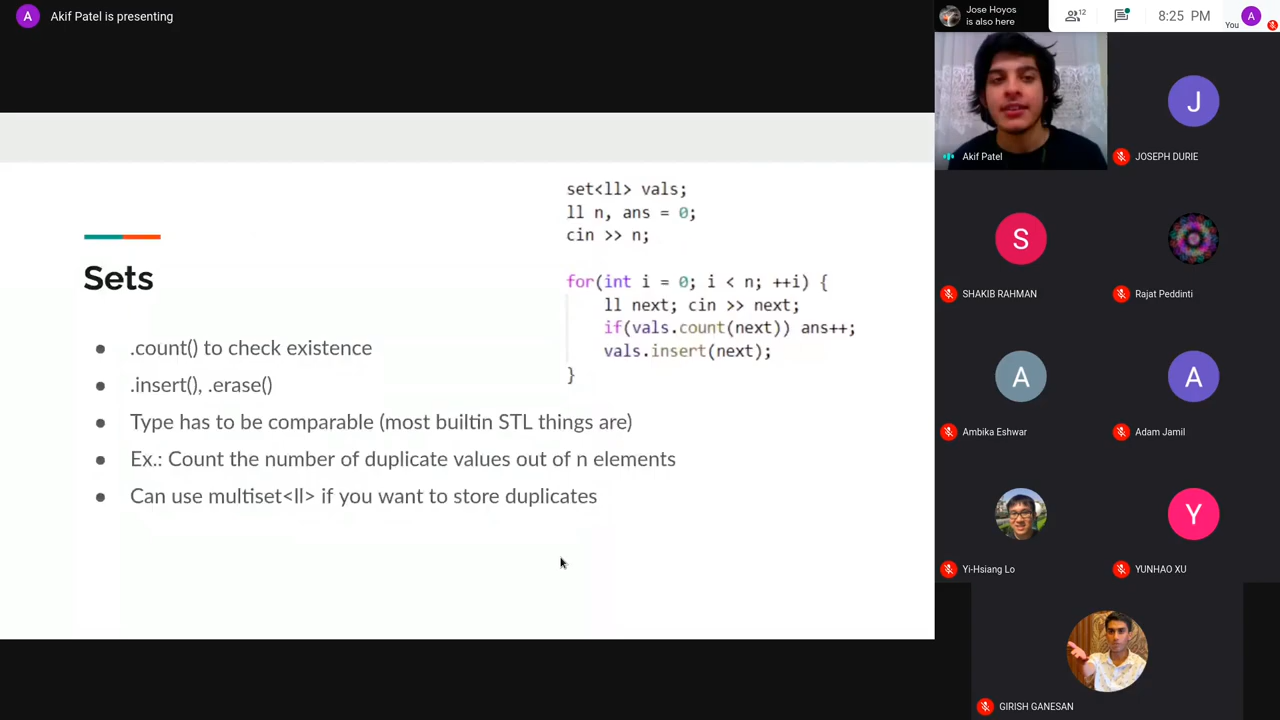 A
Akif Patel is presenting
Jose Hoyos
is also here
12
8:25 PM
You
A
set<ll> vals;
ll n, ans = 0;
cin >> n;
for(int i = 0; i < n; ++i) {
ll next; cin >> next;
if(vals.count(next)) ans++;
vals.insert(next);
}
Sets
● .count() to check existence
● .insert(), .erase()
● Type has to be comparable (most builtin STL things are)
● Ex.: Count the number of duplicate values out of n elements
● Can use multiset<ll> if you want to store duplicates
Akif Patel
J
JOSEPH DURIE
S
SHAKIB RAHMAN
Rajat Peddinti
A
Ambika Eshwar
A
Adam Jamil
Yi-Hsiang Lo
Y
YUNHAO XU
GIRISH GANESAN